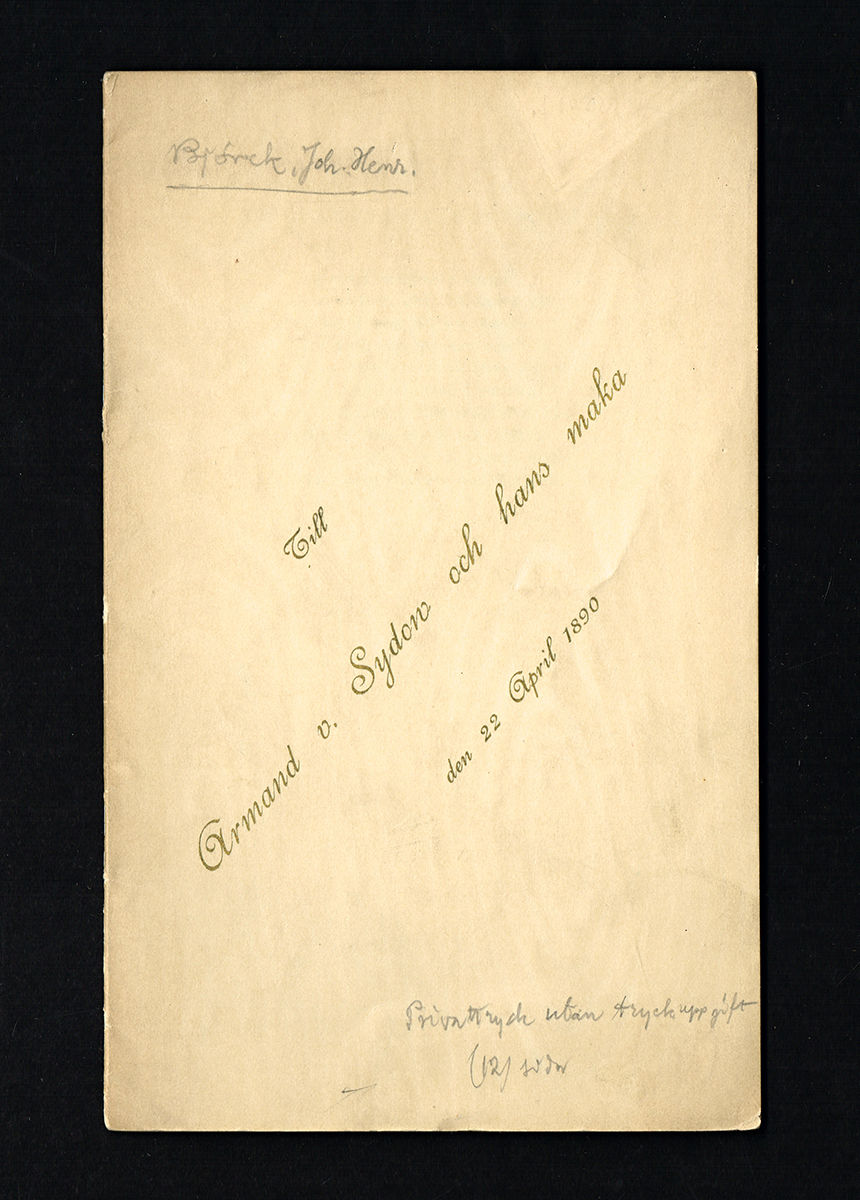 Björck, Joh. Henr.
Till
Armand v. Sydow och hans maka
den 22 April 1890
Privattryck utan tryckuppgift
(12) sidor